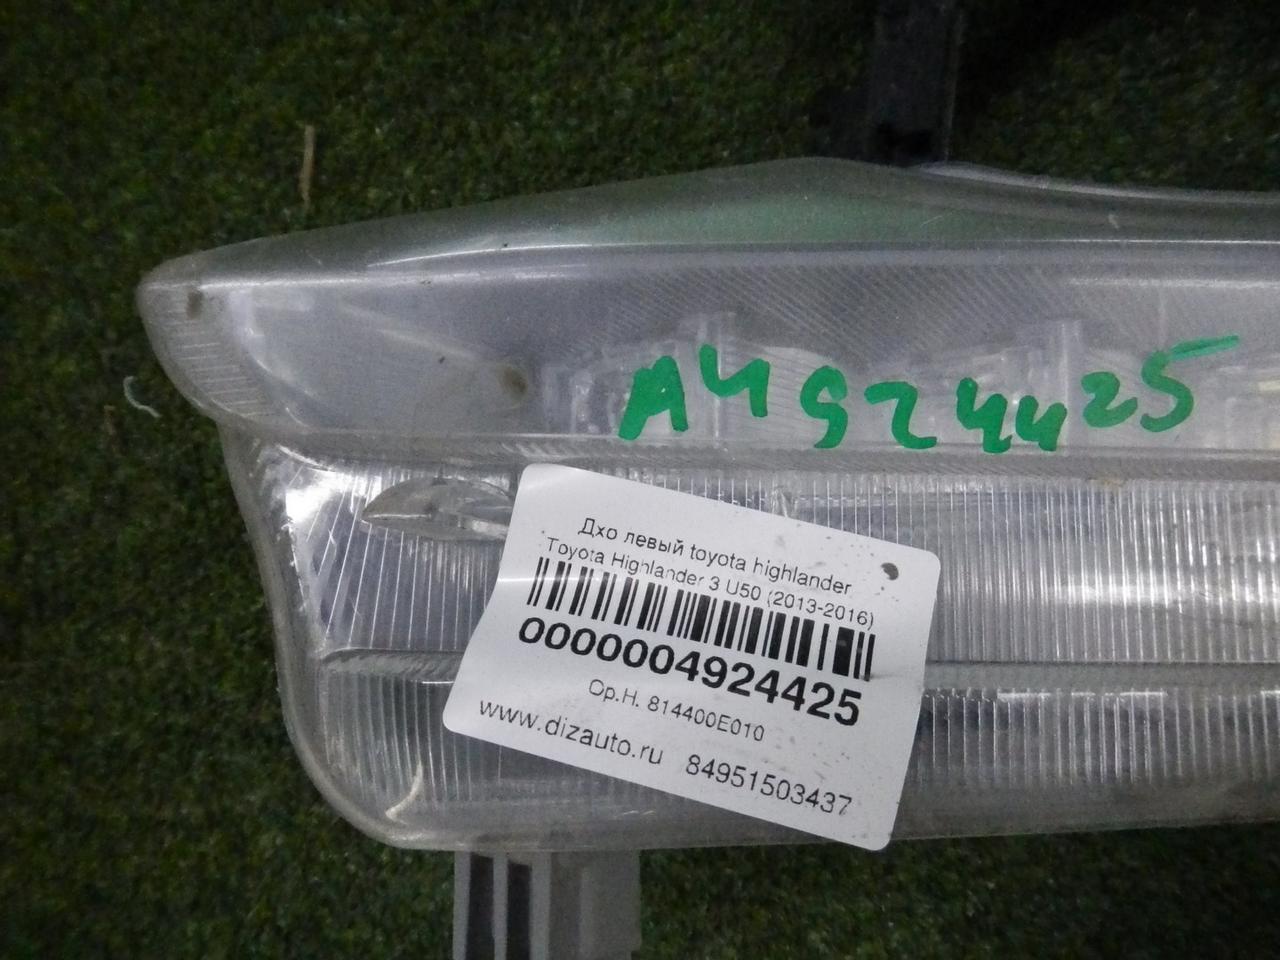 A4924425
Дхо левый toyota highlander
Toyota Highlander 3 U50 (2013-2016)
0000004924425
Ор.Н. 814400E010
www.dizauto.ru 84951503437